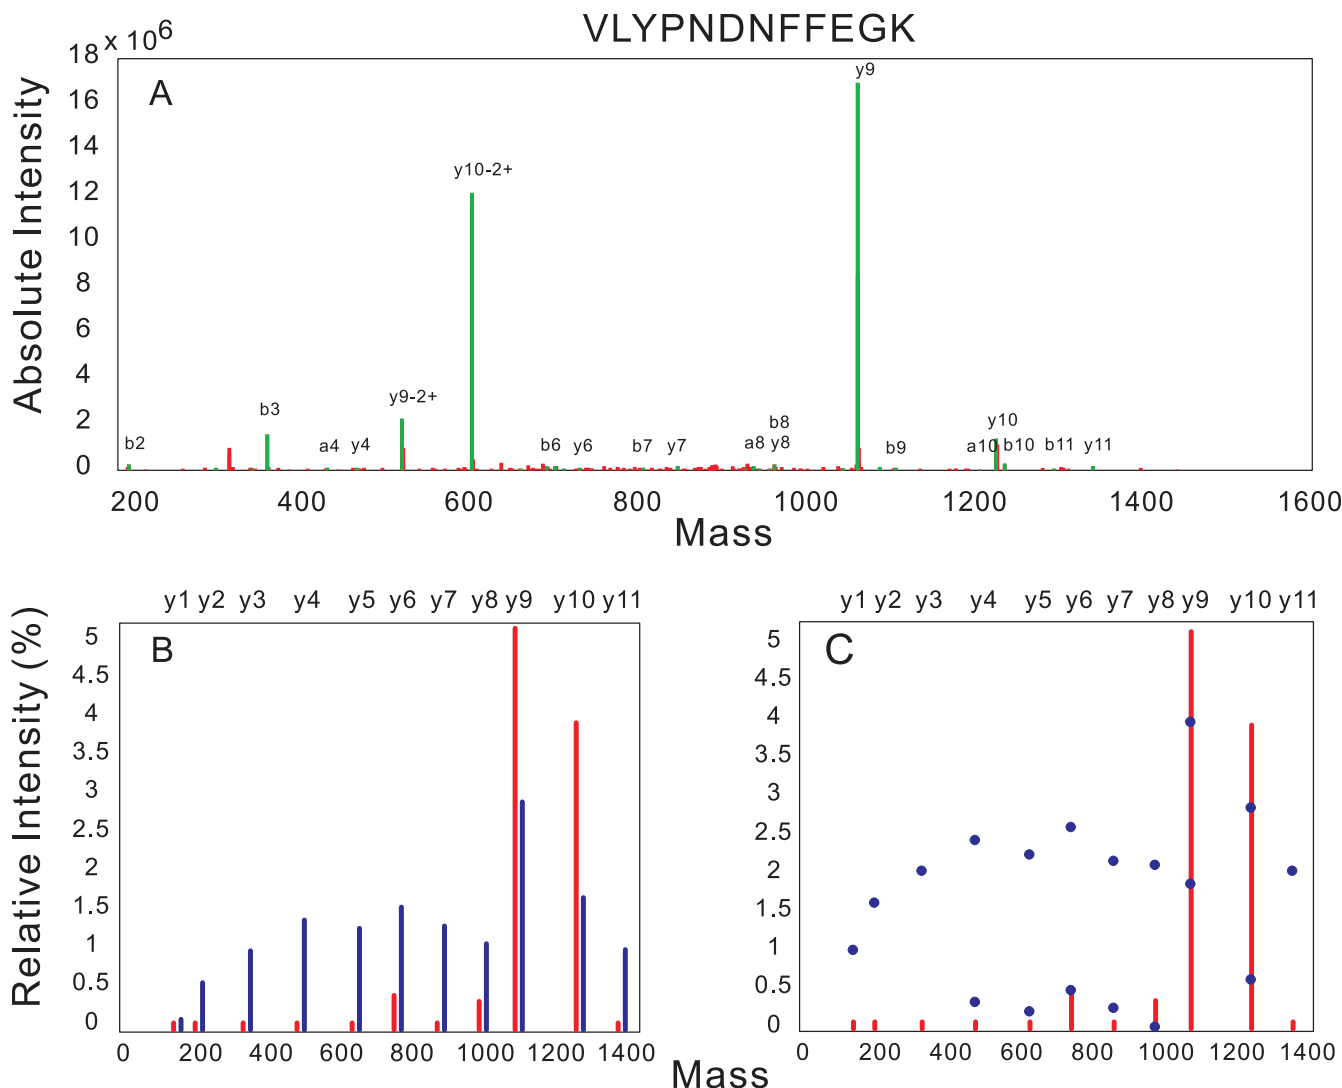 VLYPNDNFFEGK
18 x 10^6
A
y9
16
14
y10-2+
12
10
8
6
4
y9-2+
b3
2
y10
b8
b2 a4 y4 b6 y6 b7 y7 a8 y8 b9 a10 b10 b11 y11
0
200 400 600 800 1000 1200 1400 1600
Absolute Intensity
Mass
y1 y2 y3 y4 y5 y6 y7 y8 y9 y10 y11
B
5
4.5
4
3.5
3
2.5
2
1.5
1
0.5
0
0 200 400 600 800 1000 1200 1400
Relative Intensity (%)
y1 y2 y3 y4 y5 y6 y7 y8 y9 y10 y11
C
5
4.5
4
3.5
3
2.5
2
1.5
1
0.5
0
0 200 400 600 800 1000 1200 1400
Mass